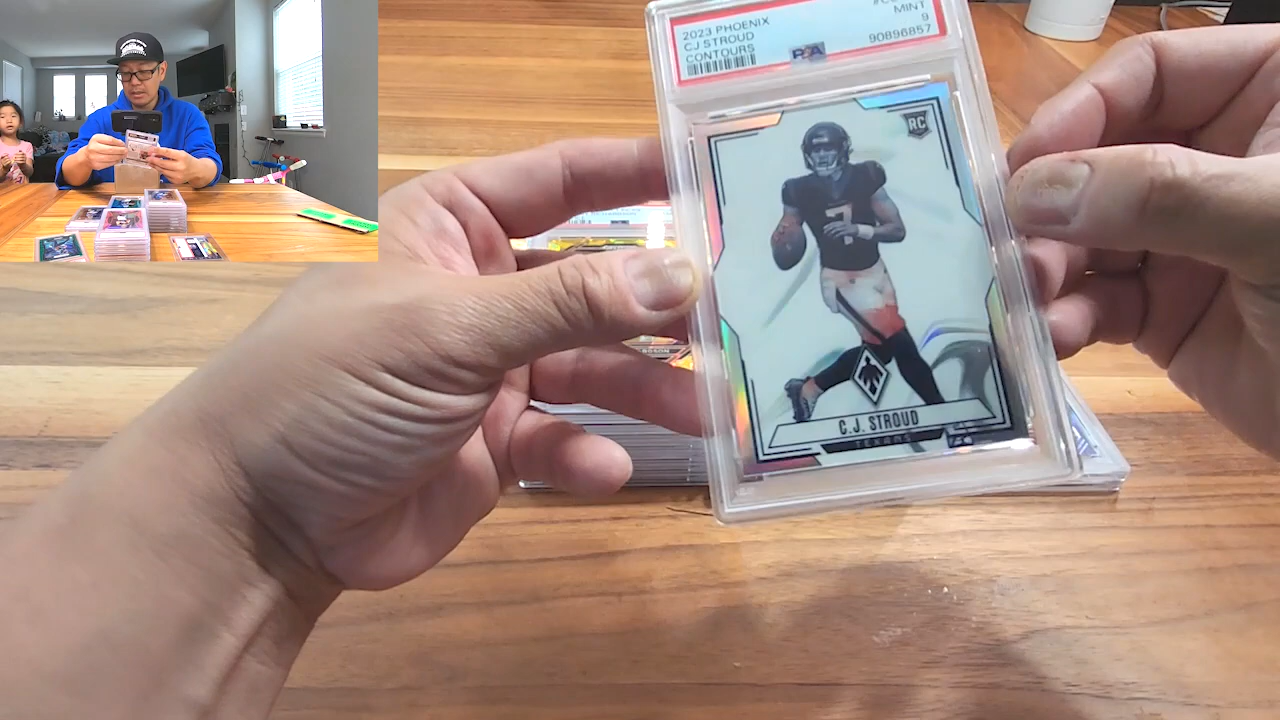 2023 PHOENIX
CJ STROUD
CONTOURS
MINT
9
PSA
90896857
RC
7
C.J. STROUD
TEXANS